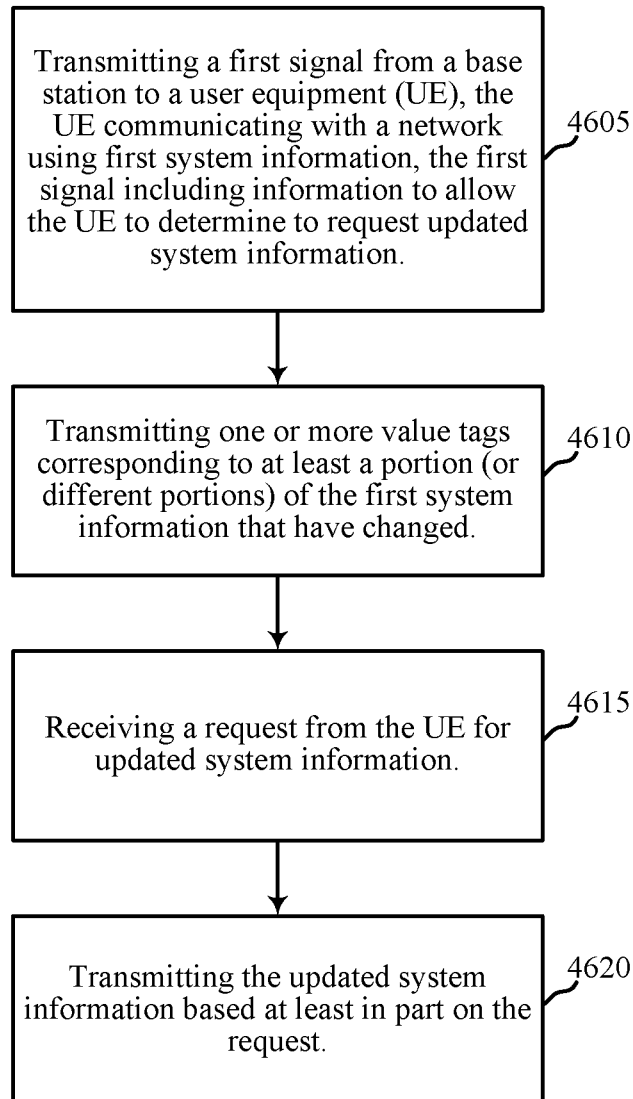 Transmitting a first signal from a base
station to a user equipment (UE), the
UE communicating with a network
using first system information, the first
signal including information to allow
the UE to determine to request updated
system information.
4605
Transmitting one or more value tags
corresponding to at least a portion (or
different portions) of the first system
information that have changed.
4610
Receiving a request from the UE for
updated system information.
4615
Transmitting the updated system
information based at least in part on the
request.
4620